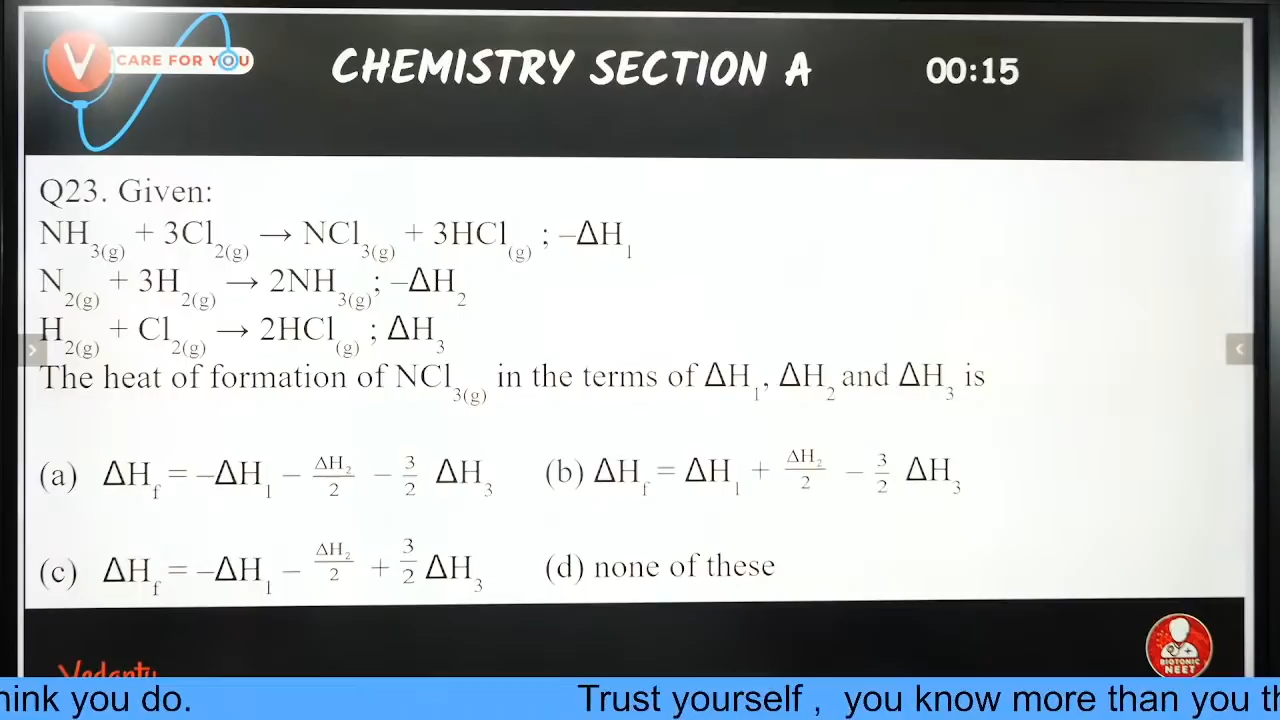 V CARE FOR YOU
CHEMISTRY SECTION A
00:15
Q23. Given:
NH3(g) + 3Cl2(g) → NCl3(g) + 3HCl(g) ; –ΔH1
N2(g) + 3H2(g) → 2NH3(g); –ΔH2
H2(g) + Cl2(g) → 2HCl(g) ; ΔH3
The heat of formation of NCl3(g) in the terms of ΔH1, ΔH2 and ΔH3 is
(a) ΔHf = –ΔH1 – ΔH2/2 – 3/2 ΔH3 (b) ΔHf = ΔH1 + ΔH2/2 – 3/2 ΔH3
(c) ΔHf = –ΔH1 – ΔH2/2 + 3/2 ΔH3 (d) none of these
BIOTONIC
NEET
Vedantu
hink you do. Trust yourself , you know more than you th